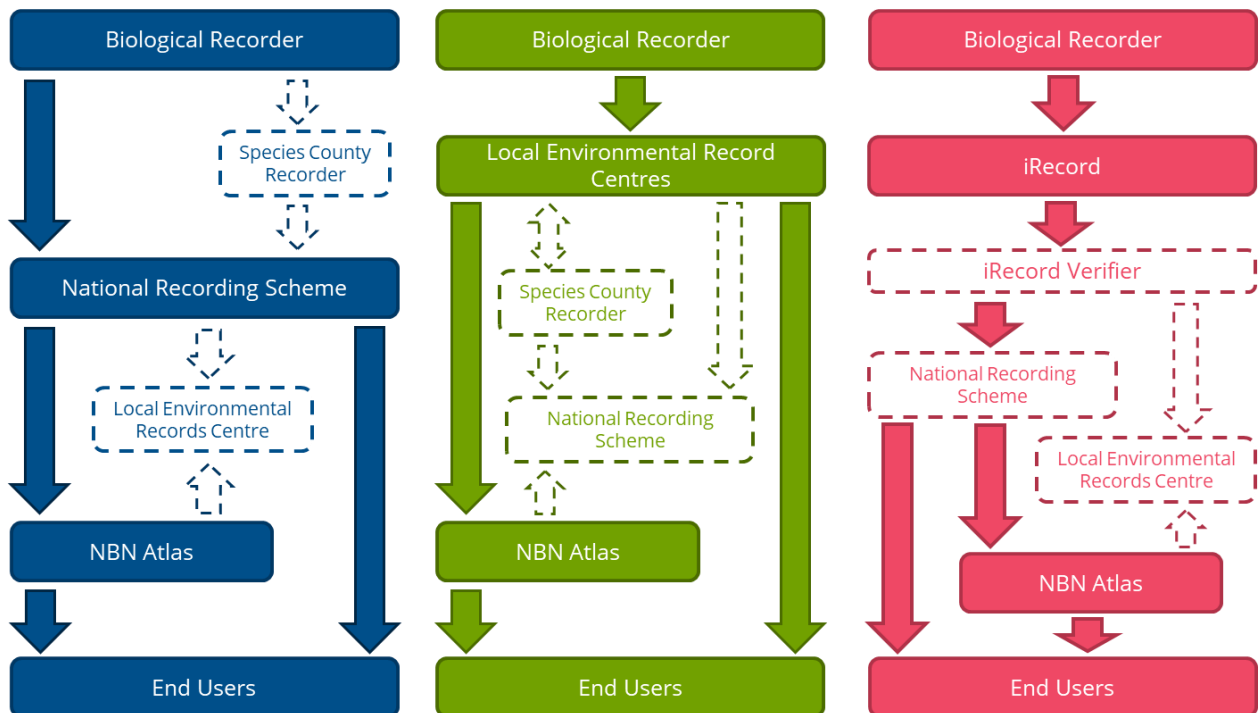 Biological Recorder
Species County
Recorder
National Recording Scheme
Local Environmental
Records Centre
NBN Atlas
End Users
Biological Recorder
Local Environmental Record
Centres
Species County
Recorder
National Recording
Scheme
NBN Atlas
End Users
Biological Recorder
iRecord
iRecord Verifier
National Recording
Scheme
Local Environmental
Records Centre
NBN Atlas
End Users